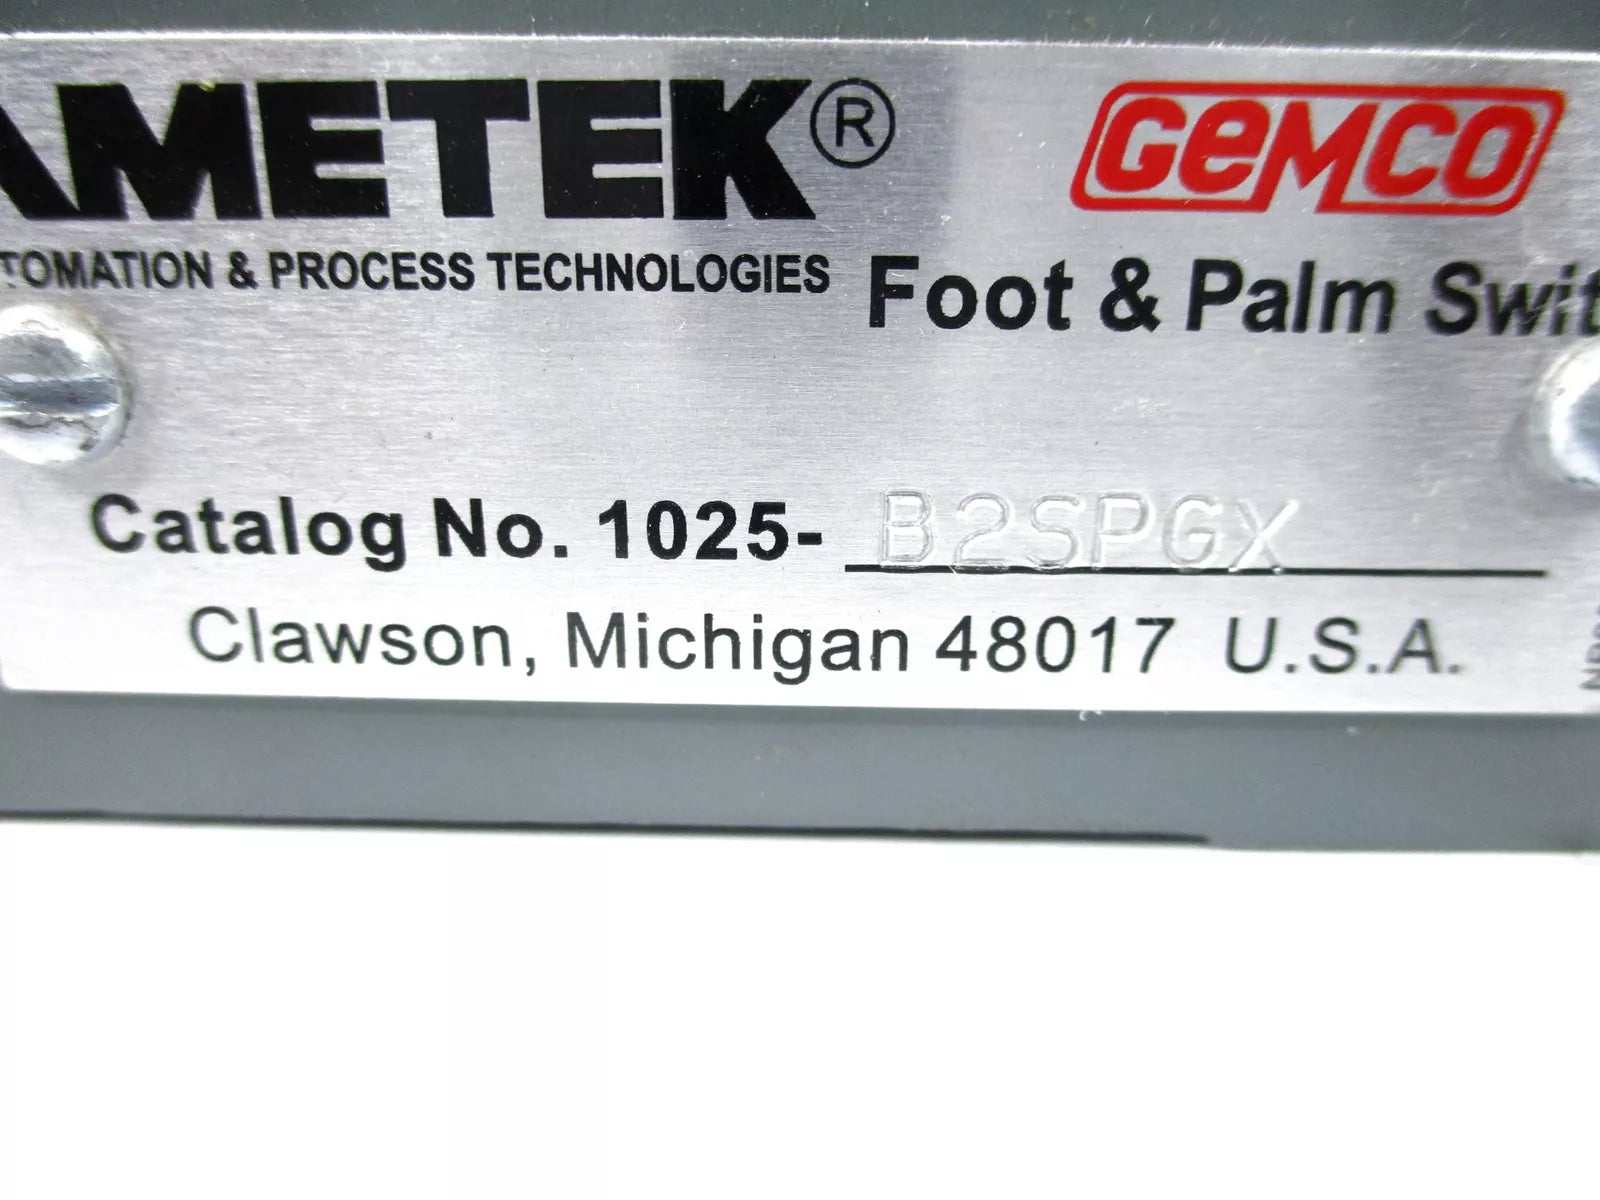 AMETEK® GEMCO
TOMATION & PROCESS TECHNOLOGIES Foot & Palm Swit
Catalog No. 1025- B2SPGX
Clawson, Michigan 48017 U.S.A.